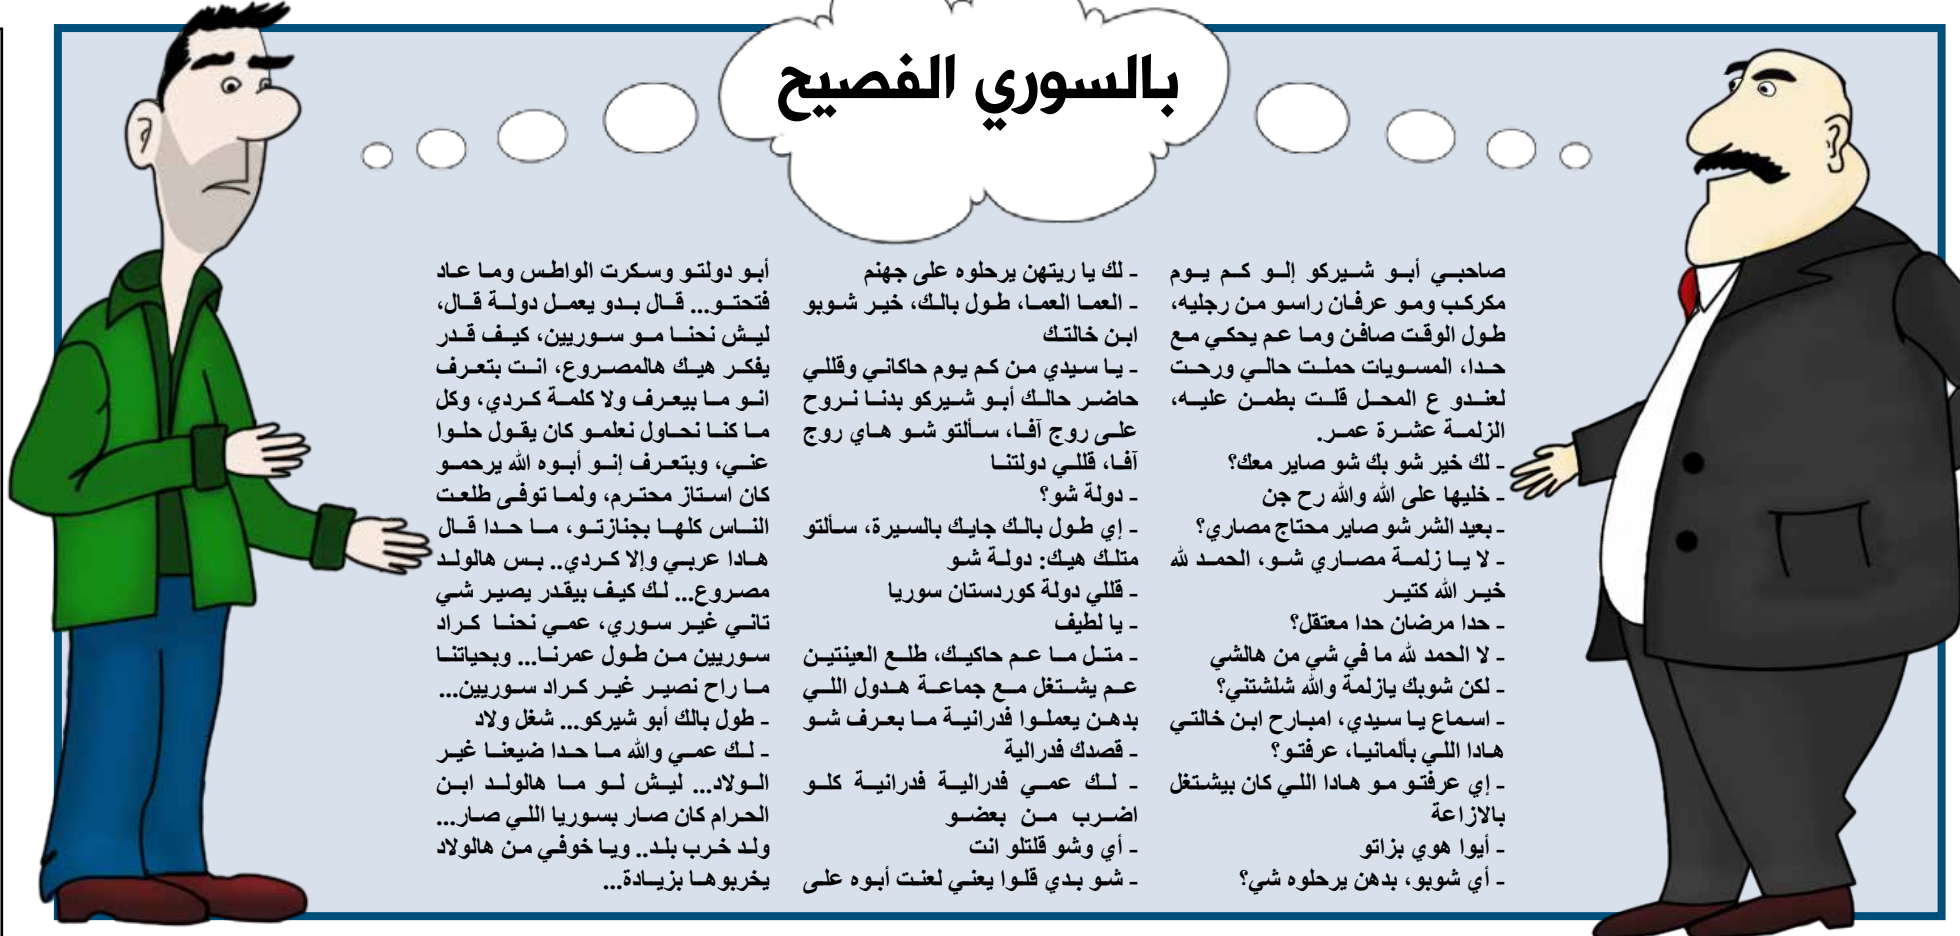 بالسوري الفصيح
صاحبي أبو شيركو إلو كم يوم
مكركب ومو عرفان راسو من رجليه،
طول الوقت صافن وما عم يحكي مع
حدا، المسويات حملت حالي ورحت
لعندو ع المحل قلت بطمن عليه،
الزلمة عشرة عمر.
- لك خير شو بك شو صاير معك؟
- خليها على الله والله رح جن
- بعيد الشر شو صاير محتاج مصاري؟
- لا يا زلمة مصاري شو، الحمد لله
خير الله كتير
- حدا مرضان حدا معتقل؟
- لا الحمد لله ما في شي من هالشي
- لكن شوبك يازلمة والله شلشتني؟
- اسماع يا سيدي، امبارح ابن خالتي
هادا اللي بألمانيا، عرفتو؟
- إي عرفتو مو هادا اللي كان بيشتغل
بالازاعة
- أيوا هوي بزاتو
- أي شوبو، بدهن يرحلوه شي؟
- لك يا ريتهن يرحلوه على جهنم
- العما العما، طول بالك، خير شوبو
ابن خالتك
- يا سيدي من كم يوم حاكاني وقللي
حاضر حالك أبو شيركو بدنا نروح
على روج آفا، سألتو شو هاي روج
آفا، قللي دولتنا
- دولة شو؟
- إي طول بالك جايك بالسيرة، سألتو
متلك هيك: دولة شو
- قللي دولة كوردستان سوريا
- يا لطيف
- متل ما عم حاكيك، طلع العينتين
عم يشتغل مع جماعة هدول اللي
بدهن يعملوا فدرانية ما بعرف شو
- قصدك فدرالية
- لك عمي فدرالية فدرانية كلو
اضرب من بعضو
- أي وشو قلتلو انت
- شو بدي قلوا يعني لعنت أبوه على
أبو دولتو وسكرت الواطس وما عاد
فتحتو... قال بدو يعمل دولة قال،
ليش نحنا مو سوريين، كيف قدر
يفكر هيك هالمصروع، انت بتعرف
انو ما بيعرف ولا كلمة كردي، وكل
ما كنا نحاول نعلمو كان يقول حلوا
عني، وبتعرف إنو أبوه الله يرحمو
كان استاز محترم، ولما توفى طلعت
الناس كلها بجنازتو، ما حدا قال
هادا عربي وإلا كردي.. بس هالولد
مصروع... لك كيف بيقدر يصير شي
تاني غير سوري، عمي نحنا كراد
سوريين من طول عمرنا... وبحياتنا
ما راح نصير غير كراد سوريين...
- طول بالك أبو شيركو... شغل ولاد
- لك عمي والله ما حدا ضيعنا غير
الولاد... ليش لو ما هالولد ابن
الحرام كان صار بسوريا اللي صار...
ولد خرب بلد.. ويا خوفي من هالولاد
يخربوها بزيادة...